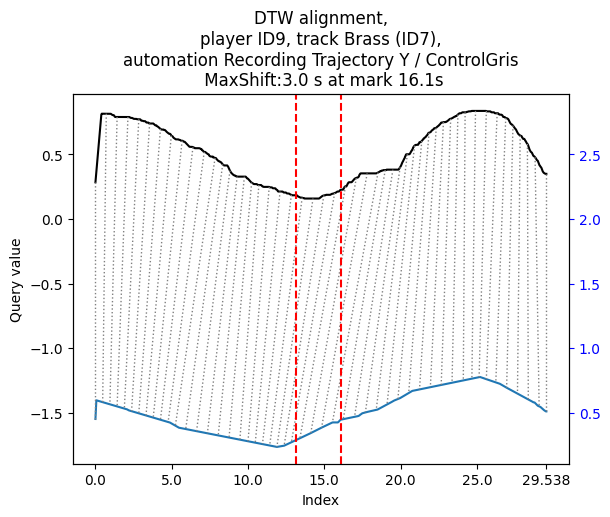 DTW alignment,
player ID9, track Brass (ID7),
automation Recording Trajectory Y / ControlGris
MaxShift:3.0 s at mark 16.1s
0.5
0.0
−0.5
−1.0
−1.5
Query value
2.5
2.0
1.5
1.0
0.5
0.0
5.0
10.0
15.0
20.0
25.0
29.538
Index